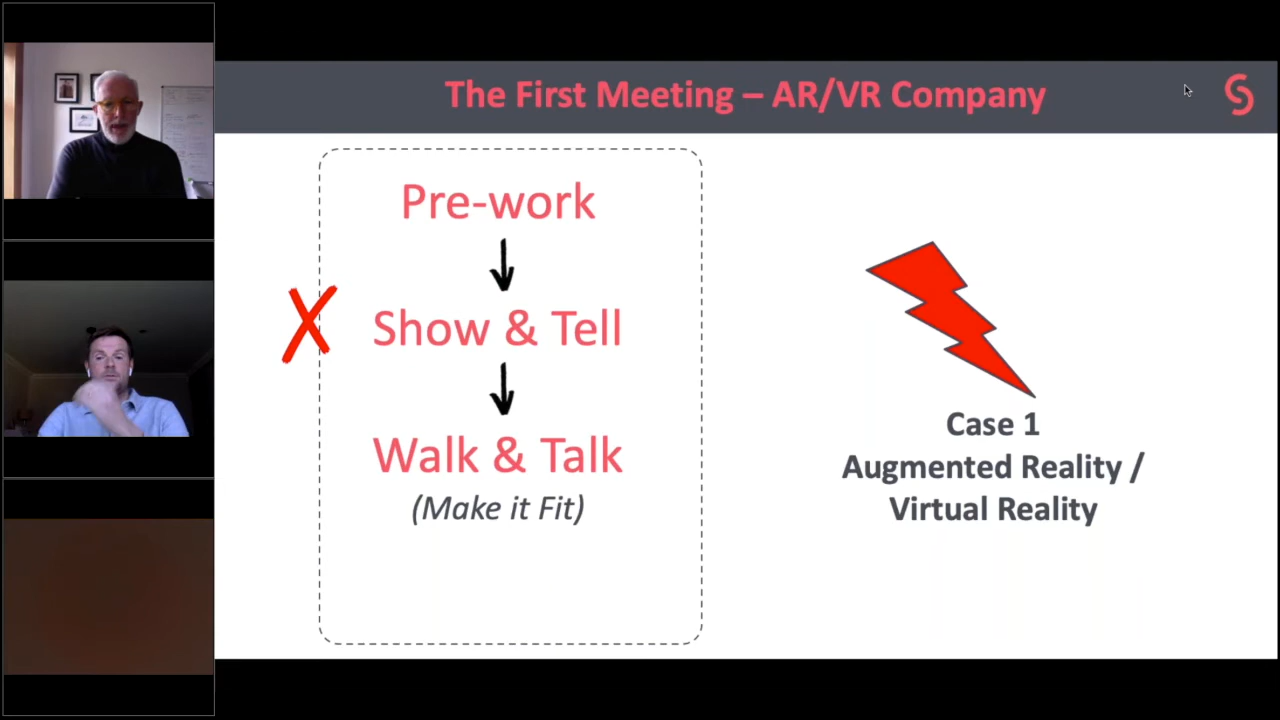 The First Meeting – AR/VR Company
Pre-work
Show & Tell
Walk & Talk
(Make it Fit)
Case 1
Augmented Reality /
Virtual Reality